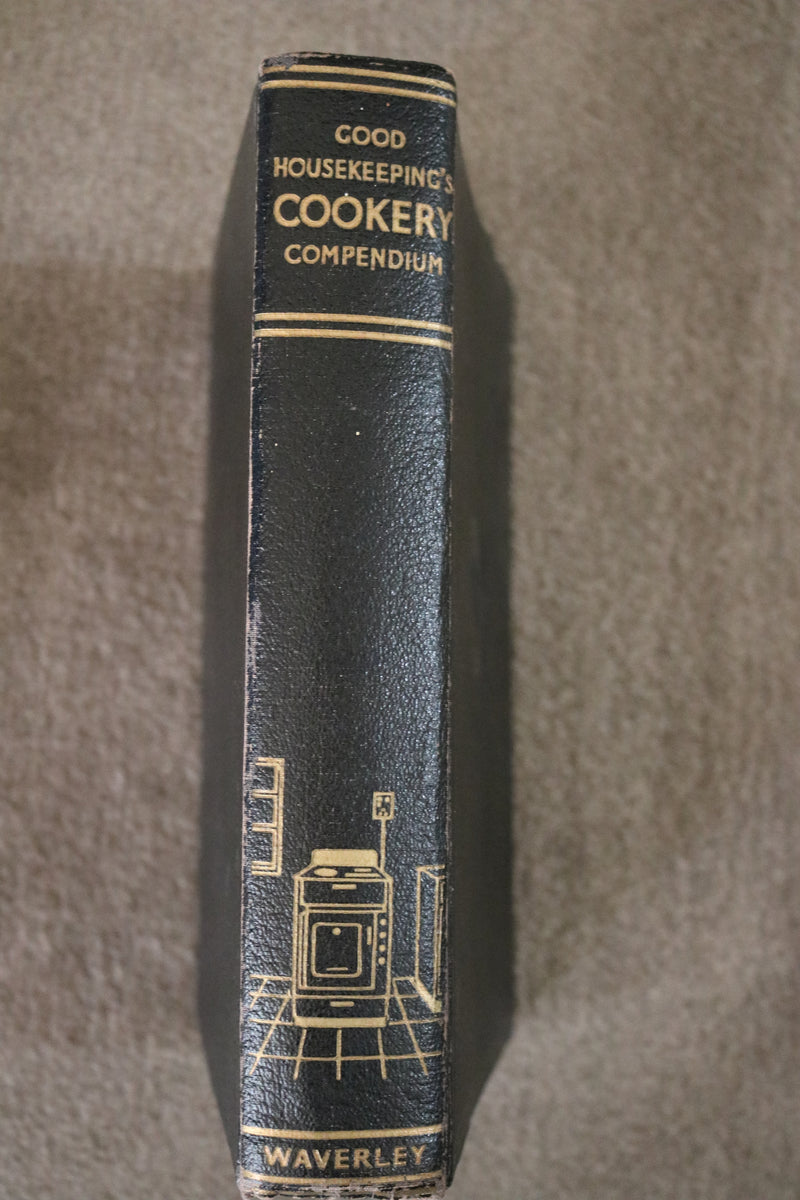 GOOD
HOUSEKEEPING'S
COOKERY
COMPENDIUM
WAVERLEY